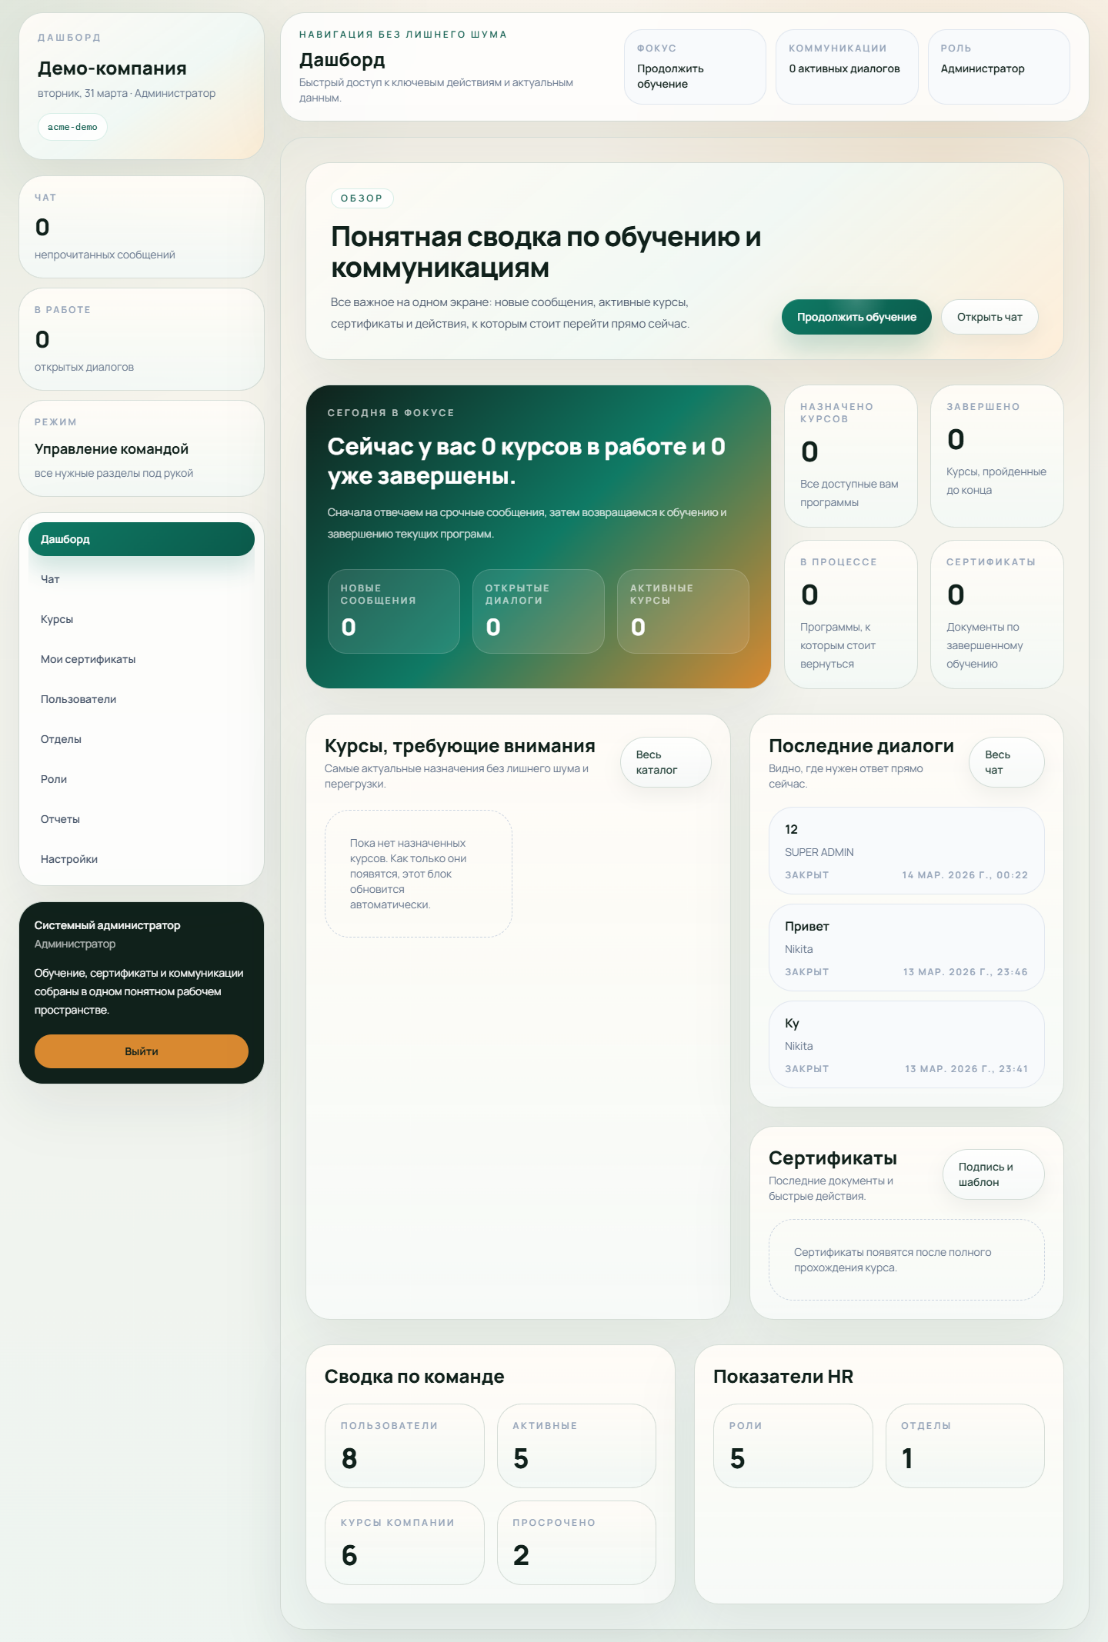 ДАШБОРД
Демо-компания
вторник, 31 марта · Администратор
acme-demo
ЧАТ
0
непрочитанных сообщений
В РАБОТЕ
0
открытых диалогов
РЕЖИМ
Управление командой
все нужные разделы под рукой
Дашборд
Чат
Курсы
Мои сертификаты
Пользователи
Отделы
Роли
Отчеты
Настройки
Системный администратор
Администратор
Обучение, сертификаты и коммуникации
собраны в одном понятном рабочем
пространстве.
Выйти
НАВИГАЦИЯ БЕЗ ЛИШНЕГО ШУМА
Дашборд
Быстрый доступ к ключевым действиям и актуальным
данным.
ФОКУС
Продолжить
обучение
КОММУНИКАЦИИ
0 активных диалогов
РОЛЬ
Администратор
ОБЗОР
Понятная сводка по обучению и
коммуникациям
Все важное на одном экране: новые сообщения, активные курсы,
сертификаты и действия, к которым стоит перейти прямо сейчас.
Продолжить обучение
Открыть чат
СЕГОДНЯ В ФОКУСЕ
Сейчас у вас 0 курсов в работе и 0
уже завершены.
Сначала отвечаем на срочные сообщения, затем возвращаемся к обучению и
завершению текущих программ.
НОВЫЕ
СООБЩЕНИЯ
0
ОТКРЫТЫЕ
ДИАЛОГИ
0
АКТИВНЫЕ
КУРСЫ
0
НАЗНАЧЕНО
КУРСОВ
0
Все доступные вам
программы
ЗАВЕРШЕНО
0
Курсы, пройденные
до конца
В ПРОЦЕССЕ
0
Программы, к
которым стоит
вернуться
СЕРТИФИКАТЫ
0
Документы по
завершенному
обучению
Курсы, требующие внимания
Самые актуальные назначения без лишнего шума и
перегрузки.
Весь
каталог
Пока нет назначенных
курсов. Как только они
появятся, этот блок
обновится
автоматически.
Последние диалоги
Видно, где нужен ответ прямо
сейчас.
Весь
чат
12
SUPER ADMIN
ЗАКРЫТ 14 МАР. 2026 Г., 00:22
Привет
Nikita
ЗАКРЫТ 13 МАР. 2026 Г., 23:46
Ку
Nikita
ЗАКРЫТ 13 МАР. 2026 Г., 23:41
Сертификаты
Последние документы и
быстрые действия.
Подпись и
шаблон
Сертификаты появятся после полного
прохождения курса.
Сводка по команде
ПОЛЬЗОВАТЕЛИ
8
АКТИВНЫЕ
5
КУРСЫ КОМПАНИИ
6
ПРОСРОЧЕНО
2
Показатели HR
РОЛИ
5
ОТДЕЛЫ
1